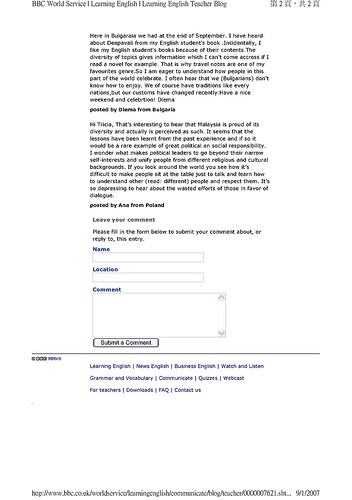 BBC World Service | Learning English | Learning English Teacher Blog
第 2 頁，共 2 頁
Here in Bulgaraia we had at the end of September. I have heard
about Deepavali from my English student's book .Incidentally, I
like my English student's books because of their contents.The
diversity of topics gives information which I can't come accross if I
read a novel for example. That is why travel notes are one of my
favourites genre.So I am eager to understand how people in this
part of the world celebrate. I often hear that we (Bulgarians) don't
know how to enjoy. We of course have traditions like every
nations,but our customs have changed recently.Have a nice
weekend and celebrtion! Diema
posted by Diema from Bulgaria
Hi Tricia, That's interesting to hear that Malaysia is proud of its
diversity and actually is perceived as such. It seems that the
lessons have been learnt from the past experience and if so it
would be a rare example of great political an social responsibility.
I wonder what makes political leaders to go beyond their narrow
self-interests and unify people from different religious and cultural
backgrounds. If you look around the world you see how it's
difficult to make people sit at the table just to talk and learn how
to understand other (read: different) people and respect them. It's
so depressing to hear about the wasted efforts of those in favor of
dialogue.
posted by Ana from Poland
Leave your comment
Please fill in the form below to submit your comment about, or
reply to, this entry.
Name
Location
Comment
Submit a Comment
© BBC MMVII
Learning English | News English | Business English | Watch and Listen
Grammar and Vocabulary | Communicate | Quizzes | Webcast
For teachers | Downloads | FAQ | Contact us
http://www.bbc.co.uk/worldservice/learningenglish/communicate/blog/teacher/0000007621.sht... 9/1/2007